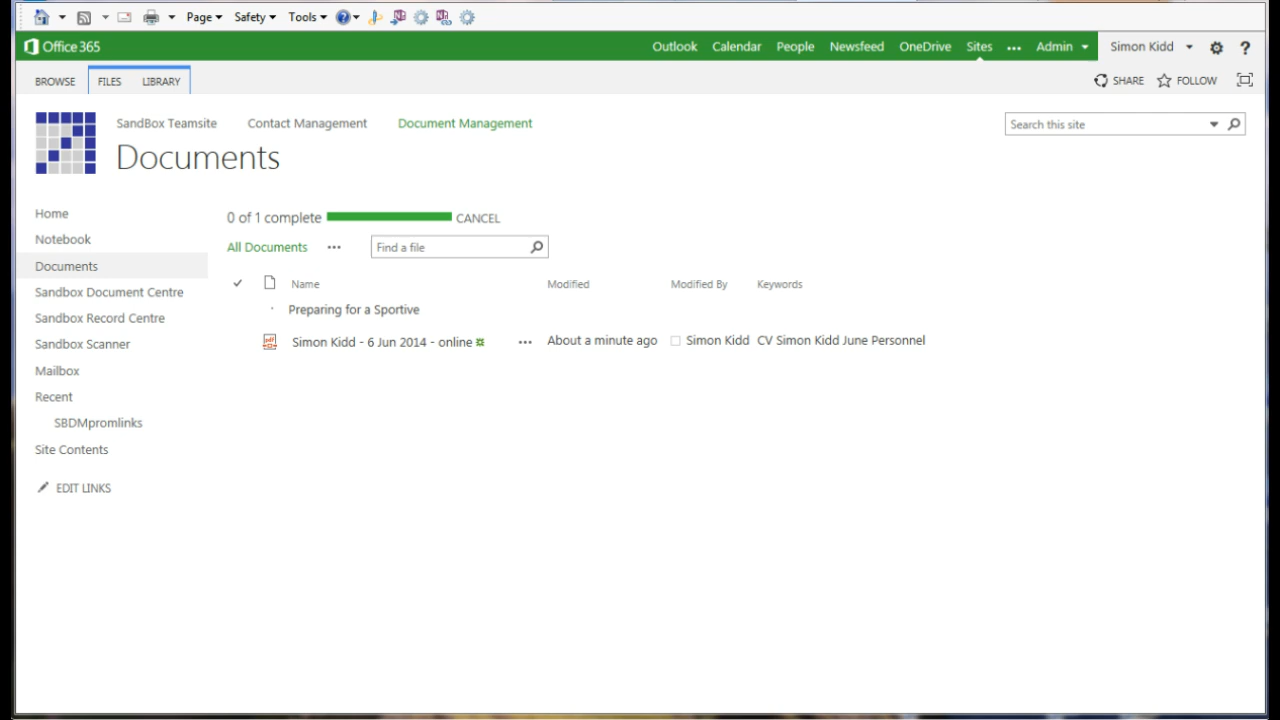 Page Safety Tools
Office 365 Outlook Calendar People Newsfeed OneDrive Sites ... Admin Simon Kidd ?
BROWSE FILES LIBRARY SHARE FOLLOW
SandBox Teamsite Contact Management Document Management Search this site
Documents
Home
Notebook
Documents
Sandbox Document Centre
Sandbox Record Centre
Sandbox Scanner
Mailbox
Recent
SBDMpromlinks
Site Contents
EDIT LINKS
0 of 1 complete CANCEL
All Documents ... Find a file
Name Modified Modified By Keywords
Preparing for a Sportive
pdf Simon Kidd - 6 Jun 2014 - online ... About a minute ago Simon Kidd CV Simon Kidd June Personnel